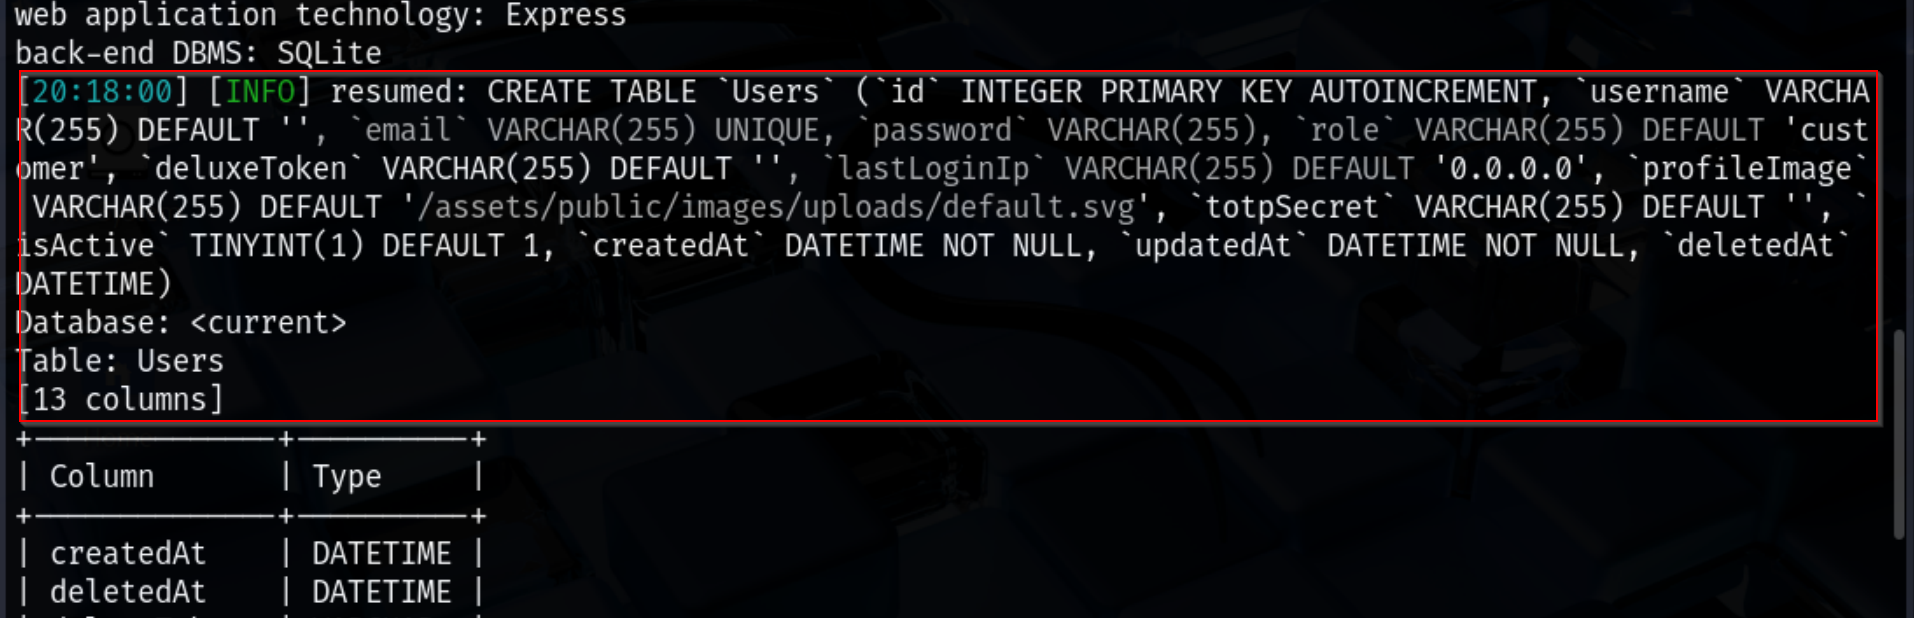 web application technology: Express
back-end DBMS: SQLite
[20:18:00] [INFO] resumed: CREATE TABLE `Users` (`id` INTEGER PRIMARY KEY AUTOINCREMENT, `username` VARCHA
R(255) DEFAULT '', `email` VARCHAR(255) UNIQUE, `password` VARCHAR(255), `role` VARCHAR(255) DEFAULT 'cust
omer', `deluxeToken` VARCHAR(255) DEFAULT '', `lastLoginIp` VARCHAR(255) DEFAULT '0.0.0.0', `profileImage`
 VARCHAR(255) DEFAULT '/assets/public/images/uploads/default.svg', `totpSecret` VARCHAR(255) DEFAULT '', `
isActive` TINYINT(1) DEFAULT 1, `createdAt` DATETIME NOT NULL, `updatedAt` DATETIME NOT NULL, `deletedAt`
DATETIME)
Database: <current>
Table: Users
[13 columns]
+--------------+----------+
| Column       | Type     |
+--------------+----------+
| createdAt    | DATETIME |
| deletedAt    | DATETIME |